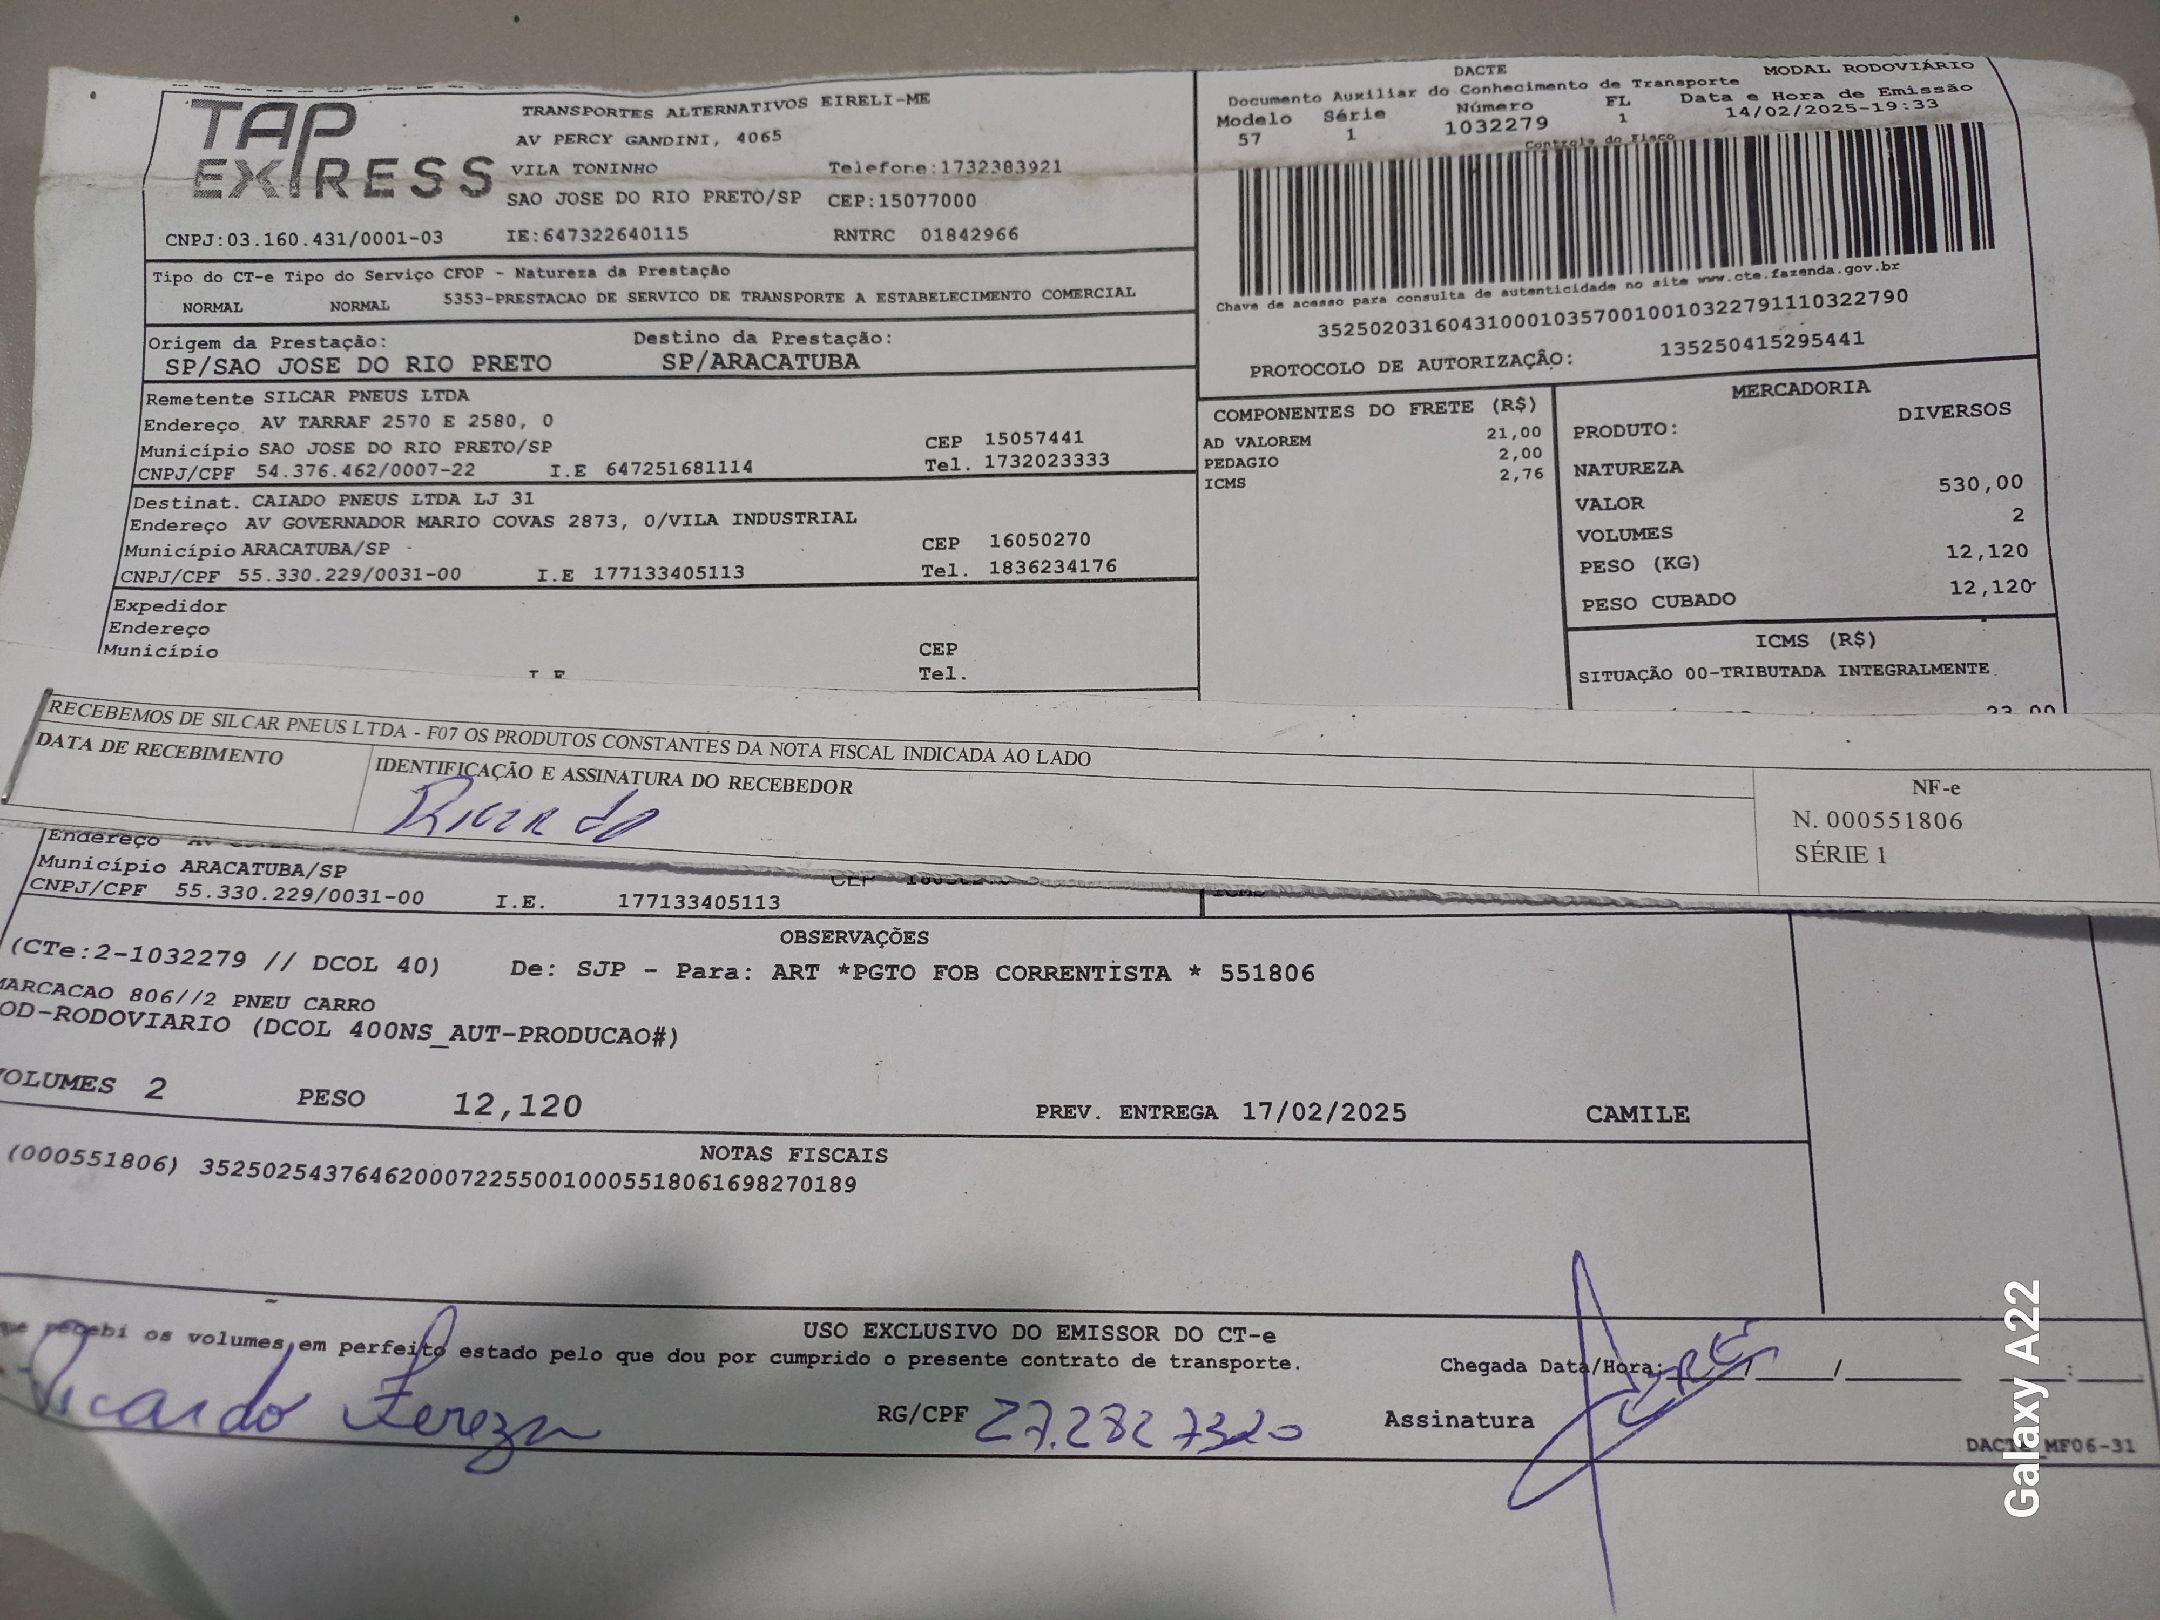 TAP EXPRESS
TRANSPORTES ALTERNATIVOS EIRELI-ME
AV PERCY GANDINI, 4065
VILA TONINHO Telefone:1732383921
SAO JOSE DO RIO PRETO/SP CEP:15077000
CNPJ:03.160.431/0001-03 IE:647322640115 RNTRC 01842966
DACTE MODAL RODOVIÁRIO
Documento Auxiliar do Conhecimento de Transporte
Modelo Série Número FL Data e Hora de Emissão
57 1 1032279 1 14/02/2025-19:33
Controle do Fisco
Chave de acesso para consulta de autenticidade no site www.cte.fazenda.gov.br
35250203160431000103570010010322791110322790
PROTOCOLO DE AUTORIZAÇÂO: 135250415295441
Tipo do CT-e Tipo do Serviço CFOP - Natureza da Prestação
NORMAL NORMAL 5353-PRESTACAO DE SERVICO DE TRANSPORTE A ESTABELECIMENTO COMERCIAL
Origem da Prestação: Destino da Prestação:
SP/SAO JOSE DO RIO PRETO SP/ARACATUBA
Remetente SILCAR PNEUS LTDA
Endereço AV TARRAF 2570 E 2580, 0
Município SAO JOSE DO RIO PRETO/SP CEP 15057441
CNPJ/CPF 54.376.462/0007-22 I.E 647251681114 Tel. 1732023333
Destinat. CAIADO PNEUS LTDA LJ 31
Endereço AV GOVERNADOR MARIO COVAS 2873, 0/VILA INDUSTRIAL
Município ARACATUBA/SP CEP 16050270
CNPJ/CPF 55.330.229/0031-00 I.E 177133405113 Tel. 1836234176
Expedidor
Endereço
Município CEP
I.E Tel.
COMPONENTES DO FRETE (R$)
AD VALOREM 21,00
PEDAGIO 2,00
ICMS 2,76
MERCADORIA
PRODUTO: DIVERSOS
NATUREZA
VALOR 530,00
VOLUMES 2
PESO (KG) 12,120
PESO CUBADO 12,120
ICMS (R$)
SITUAÇÃO 00-TRIBUTADA INTEGRALMENTE
23,00
RECEBEMOS DE SILCAR PNEUS LTDA - F07 OS PRODUTOS CONSTANTES DA NOTA FISCAL INDICADA AO LADO
DATA DE RECEBIMENTO IDENTIFICAÇÃO E ASSINATURA DO RECEBEDOR
Ricardo
NF-e
N. 000551806
SÉRIE 1
Endereço AV
Município ARACATUBA/SP
CNPJ/CPF 55.330.229/0031-00 I.E. 177133405113 CEP
ICMS
OBSERVAÇÕES
(CTe:2-1032279 // DCOL 40) De: SJP - Para: ART *PGTO FOB CORRENTISTA * 551806
MARCACAO 806//2 PNEU CARRO
OD-RODOVIARIO (DCOL 400NS_AUT-PRODUCAO#)
VOLUMES 2 PESO 12,120 PREV. ENTREGA 17/02/2025 CAMILE
NOTAS FISCAIS
(000551806) 35250254376462000722550010005518061698270189
USO EXCLUSIVO DO EMISSOR DO CT-e
que recebi os volumes em perfeito estado pelo que dou por cumprido o presente contrato de transporte.
Chegada Data/Hora: / / :
Ricardo
RG/CPF 27.2827320 Assinatura
DACTE MF06-31
Galaxy A22